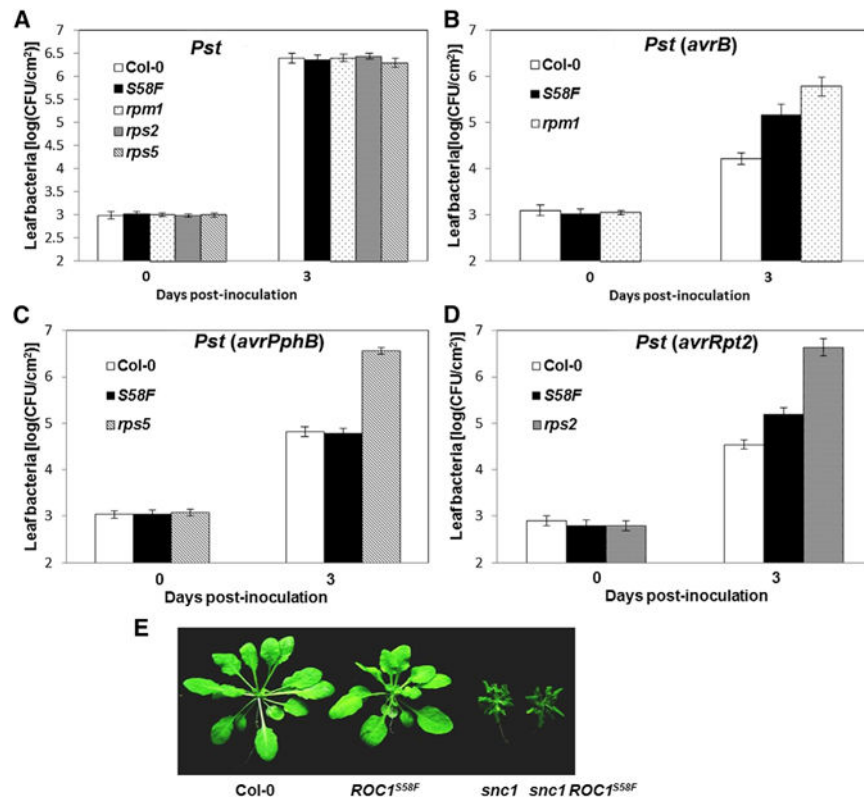 A
Pst
Leaf bacteria [log(CFU/cm²)]
7
6.5
6
5.5
5
4.5
4
3.5
3
2.5
2
Col-0
S58F
rpm1
rps2
rps5
0
3
Days post-inoculation
B
Pst (avrB)
Leaf bacteria[log(CFU/cm²)]
7
6
5
4
3
2
Col-0
S58F
rpm1
0
3
Days post-inoculation
C
Pst (avrPphB)
Leaf bacteria [log(CFU/cm²)]
7
6
5
4
3
2
Col-0
S58F
rps5
0
3
Days post-inoculation
D
Pst (avrRpt2)
Leaf bacteria [log(CFU/cm²)]
7
6
5
4
3
2
Col-0
S58F
rps2
0
3
Days post-inoculation
E
Col-0 ROC1S58F snc1 snc1 ROC1S58F